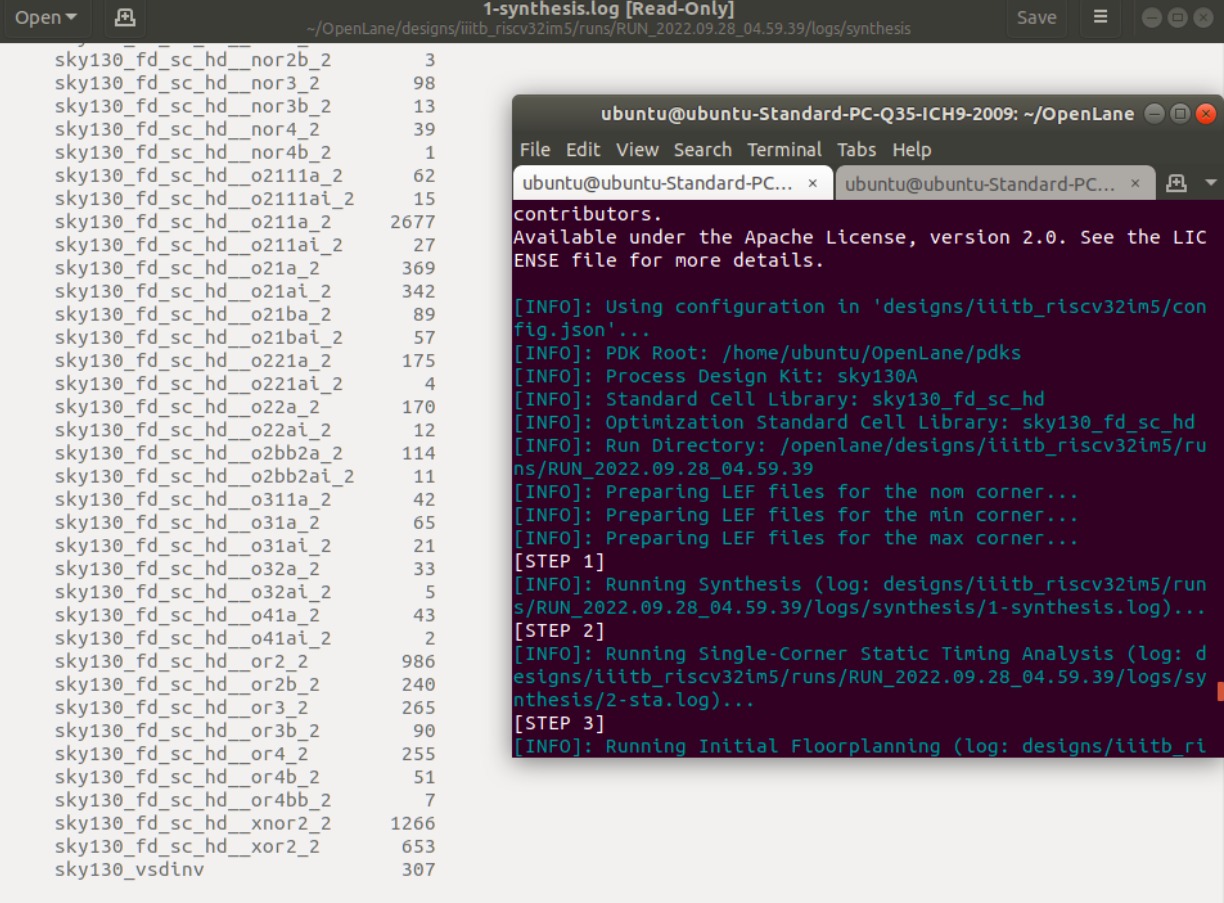 Open
1-synthesis.log [Read-Only]
~/OpenLane/designs/iiitb_riscv32im5/runs/RUN_2022.09.28_04.59.39/logs/synthesis
Save
sky130_fd_sc_hd__nor2b_2 3
sky130_fd_sc_hd__nor3_2 98
sky130_fd_sc_hd__nor3b_2 13
sky130_fd_sc_hd__nor4_2 39
sky130_fd_sc_hd__nor4b_2 1
sky130_fd_sc_hd__o2111a_2 62
sky130_fd_sc_hd__o2111ai_2 15
sky130_fd_sc_hd__o211a_2 2677
sky130_fd_sc_hd__o211ai_2 27
sky130_fd_sc_hd__o21a_2 369
sky130_fd_sc_hd__o21ai_2 342
sky130_fd_sc_hd__o21ba_2 89
sky130_fd_sc_hd__o21bai_2 57
sky130_fd_sc_hd__o221a_2 175
sky130_fd_sc_hd__o221ai_2 4
sky130_fd_sc_hd__o22a_2 170
sky130_fd_sc_hd__o22ai_2 12
sky130_fd_sc_hd__o2bb2a_2 114
sky130_fd_sc_hd__o2bb2ai_2 11
sky130_fd_sc_hd__o311a_2 42
sky130_fd_sc_hd__o31a_2 65
sky130_fd_sc_hd__o31ai_2 21
sky130_fd_sc_hd__o32a_2 33
sky130_fd_sc_hd__o32ai_2 5
sky130_fd_sc_hd__o41a_2 43
sky130_fd_sc_hd__o41ai_2 2
sky130_fd_sc_hd__or2_2 986
sky130_fd_sc_hd__or2b_2 240
sky130_fd_sc_hd__or3_2 265
sky130_fd_sc_hd__or3b_2 90
sky130_fd_sc_hd__or4_2 255
sky130_fd_sc_hd__or4b_2 51
sky130_fd_sc_hd__or4bb_2 7
sky130_fd_sc_hd__xnor2_2 1266
sky130_fd_sc_hd__xor2_2 653
sky130_vsdinv 307
ubuntu@ubuntu-Standard-PC-Q35-ICH9-2009: ~/OpenLane
File Edit View Search Terminal Tabs Help
ubuntu@ubuntu-Standard-PC... × ubuntu@ubuntu-Standard-PC... ×
contributors.
Available under the Apache License, version 2.0. See the LIC
ENSE file for more details.
[INFO]: Using configuration in 'designs/iiitb_riscv32im5/con
fig.json'...
[INFO]: PDK Root: /home/ubuntu/OpenLane/pdks
[INFO]: Process Design Kit: sky130A
[INFO]: Standard Cell Library: sky130_fd_sc_hd
[INFO]: Optimization Standard Cell Library: sky130_fd_sc_hd
[INFO]: Run Directory: /openlane/designs/iiitb_riscv32im5/ru
ns/RUN_2022.09.28_04.59.39
[INFO]: Preparing LEF files for the nom corner...
[INFO]: Preparing LEF files for the min corner...
[INFO]: Preparing LEF files for the max corner...
[STEP 1]
[INFO]: Running Synthesis (log: designs/iiitb_riscv32im5/run
s/RUN_2022.09.28_04.59.39/logs/synthesis/1-synthesis.log)...
[STEP 2]
[INFO]: Running Single-Corner Static Timing Analysis (log: d
esigns/iiitb_riscv32im5/runs/RUN_2022.09.28_04.59.39/logs/sy
nthesis/2-sta.log)...
[STEP 3]
[INFO]: Running Initial Floorplanning (log: designs/iiitb_ri